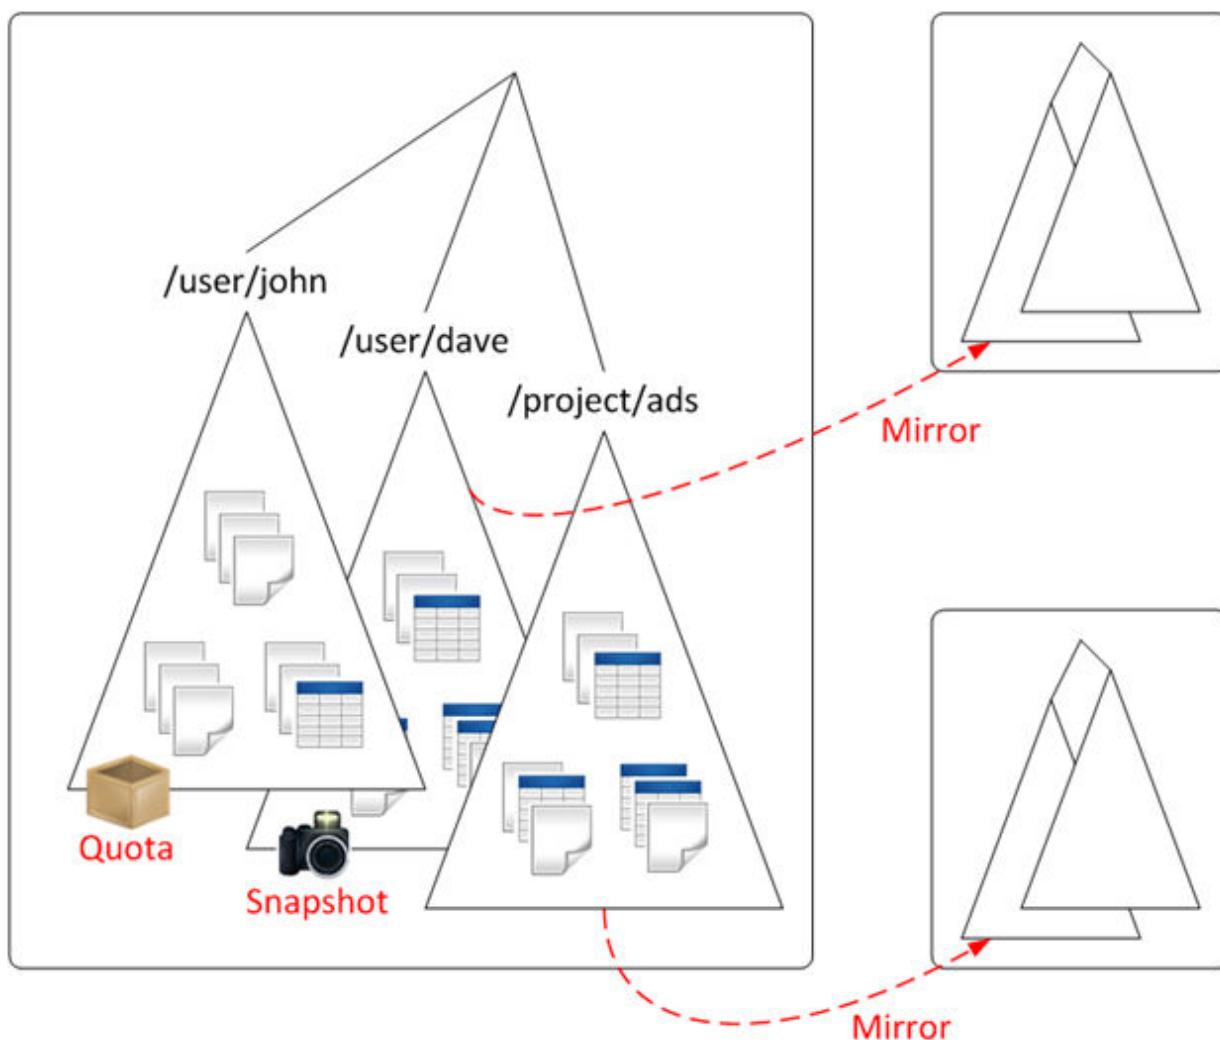 /user/john
/user/dave
/project/ads
Mirror
Quota
Snapshot
Mirror